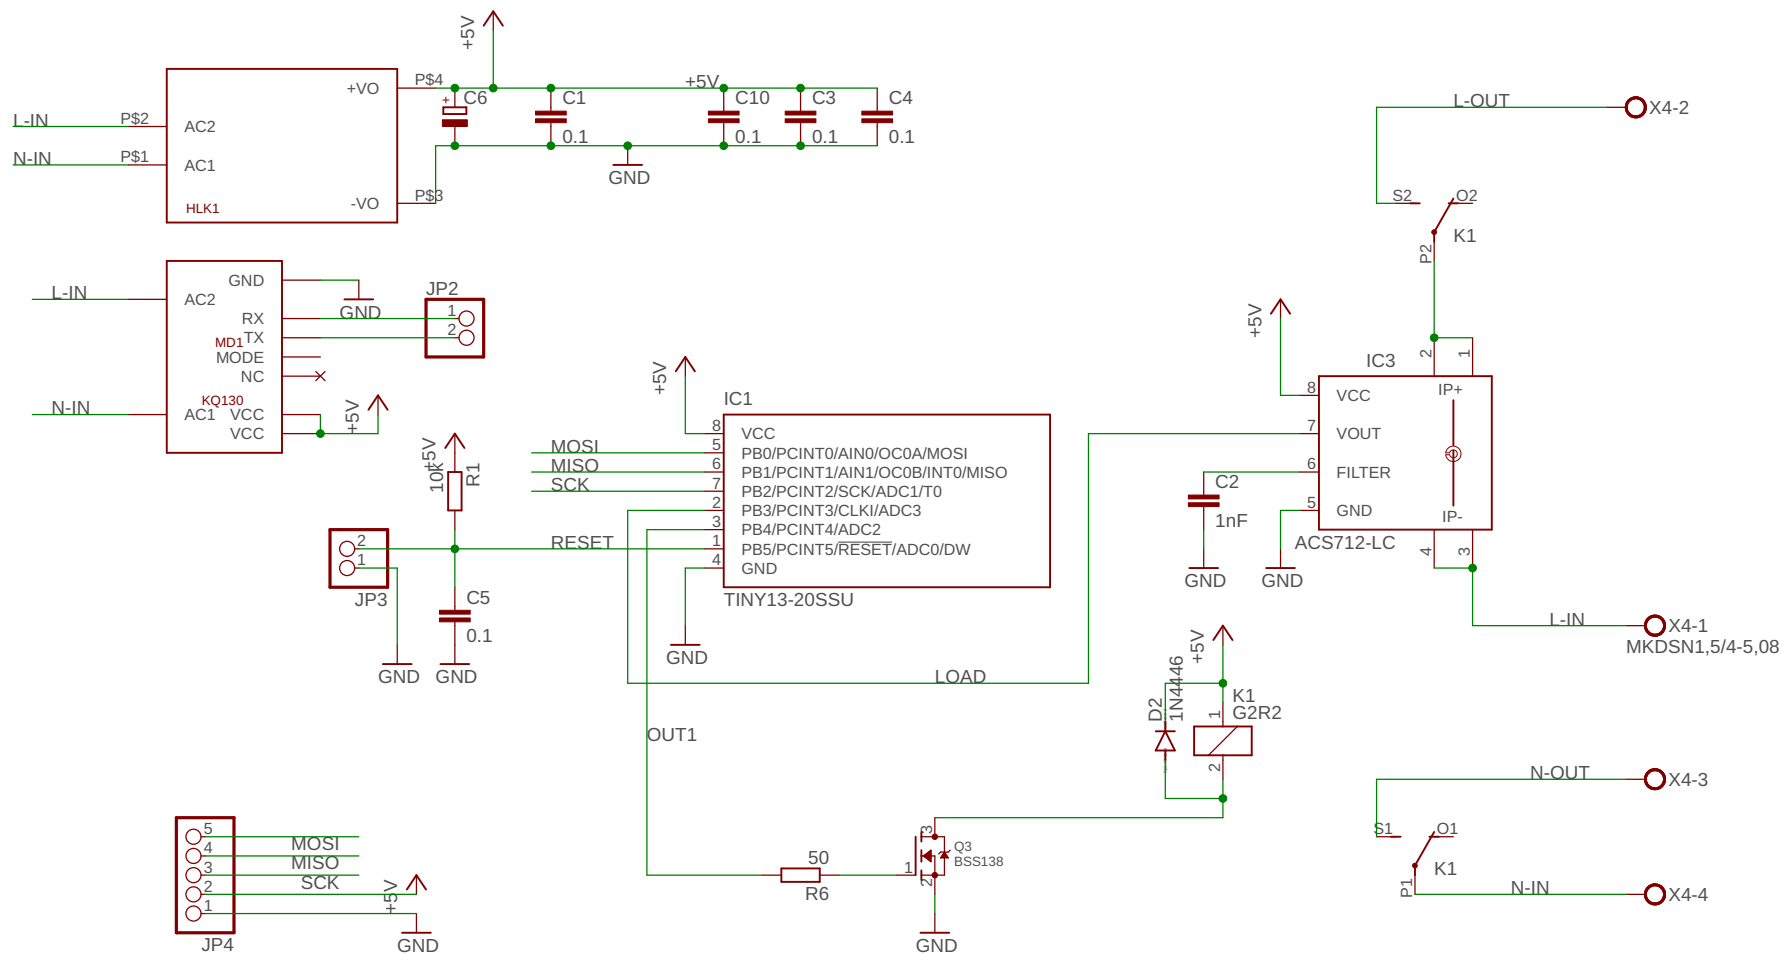 +5V
P$4
+VO
C6
+
C1
0.1
+5V
C10
0.1
C3
0.1
C4
0.1
L-IN
P$2
AC2
N-IN
P$1
AC1
GND
P$3
-VO
HLK1
L-OUT
X4-2
S2
O2
K1
P2
L-IN
AC2
GND
GND
RX
TX
MD1
MODE
NC
KQ130
N-IN
AC1
VCC
VCC
+5V
JP2
1
2
+5V
10k
R1
JP3
2
1
RESET
C5
0.1
GND
GND
+5V
IC1
MOSI
MISO
SCK
8
5
6
7
2
3
1
4
VCC
PB0/PCINT0/AIN0/OC0A/MOSI
PB1/PCINT1/AIN1/OC0B/INT0/MISO
PB2/PCINT2/SCK/ADC1/T0
PB3/PCINT3/CLKI/ADC3
PB4/PCINT4/ADC2
PB5/PCINT5/RESET/ADC0/DW
GND
TINY13-20SSU
GND
LOAD
OUT1
+5V
IC3
2
1
IP+
8
VCC
7
VOUT
6
FILTER
5
GND
IP-
ACS712-LC
4
3
C2
1nF
GND
GND
L-IN
X4-1
MKDSN1,5/4-5,08
+5V
D2
1N4446
K1
G2R2
1
2
N-OUT
X4-3
S1
O1
K1
P1
N-IN
X4-4
50
R6
1
3
2
Q3
BSS138
GND
5
4
3
2
1
MOSI
MISO
SCK
+5V
JP4
GND